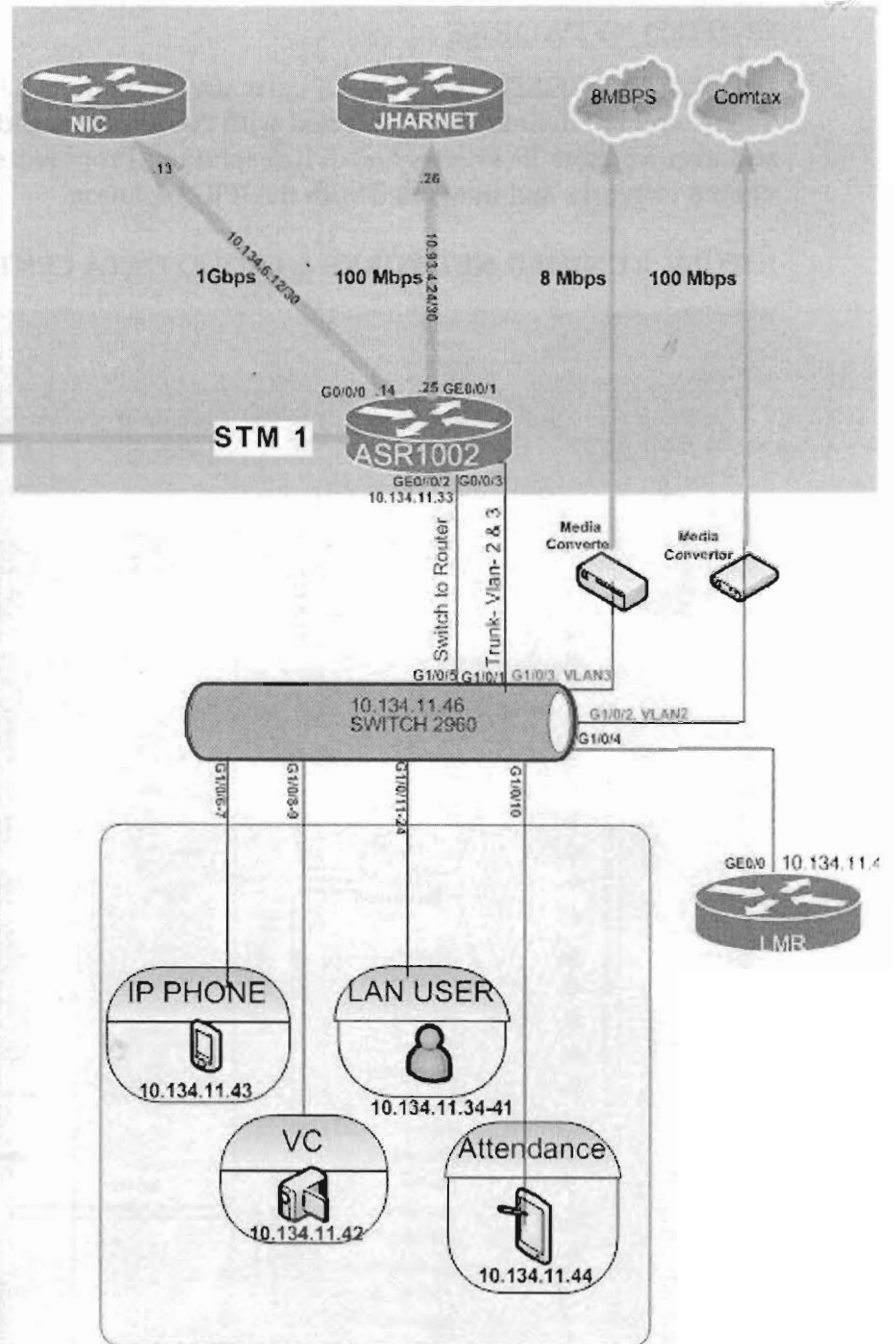 NIC
JHARNET
8MBPS
Comtax
.13
.26
10.134.6.12/30
10.93.4.24/30
1Gbps
100 Mbps
8 Mbps
100 Mbps
G0/0/0 .14
.25 GE0/0/1
STM 1
ASR1002
GE0/0/2
G0/0/3
10.134.11.33
Switch to Router
Trunk- Vlan- 2 & 3
Media
Converte
Media
Convertor
G1/0/5
G1/0/1
G1/0/3, VLAN3
10.134.11.46
SWITCH 2960
G1/0/2, VLAN2
G1/0/4
G1/0/6-7
G1/0/8-9
G1/0/11-24
G1/0/10
GE0/0
10.134.11.4
LMR
IP PHONE
10.134.11.43
LAN USER
10.134.11.34-41
VC
10.134.11.42
Attendance
10.134.11.44